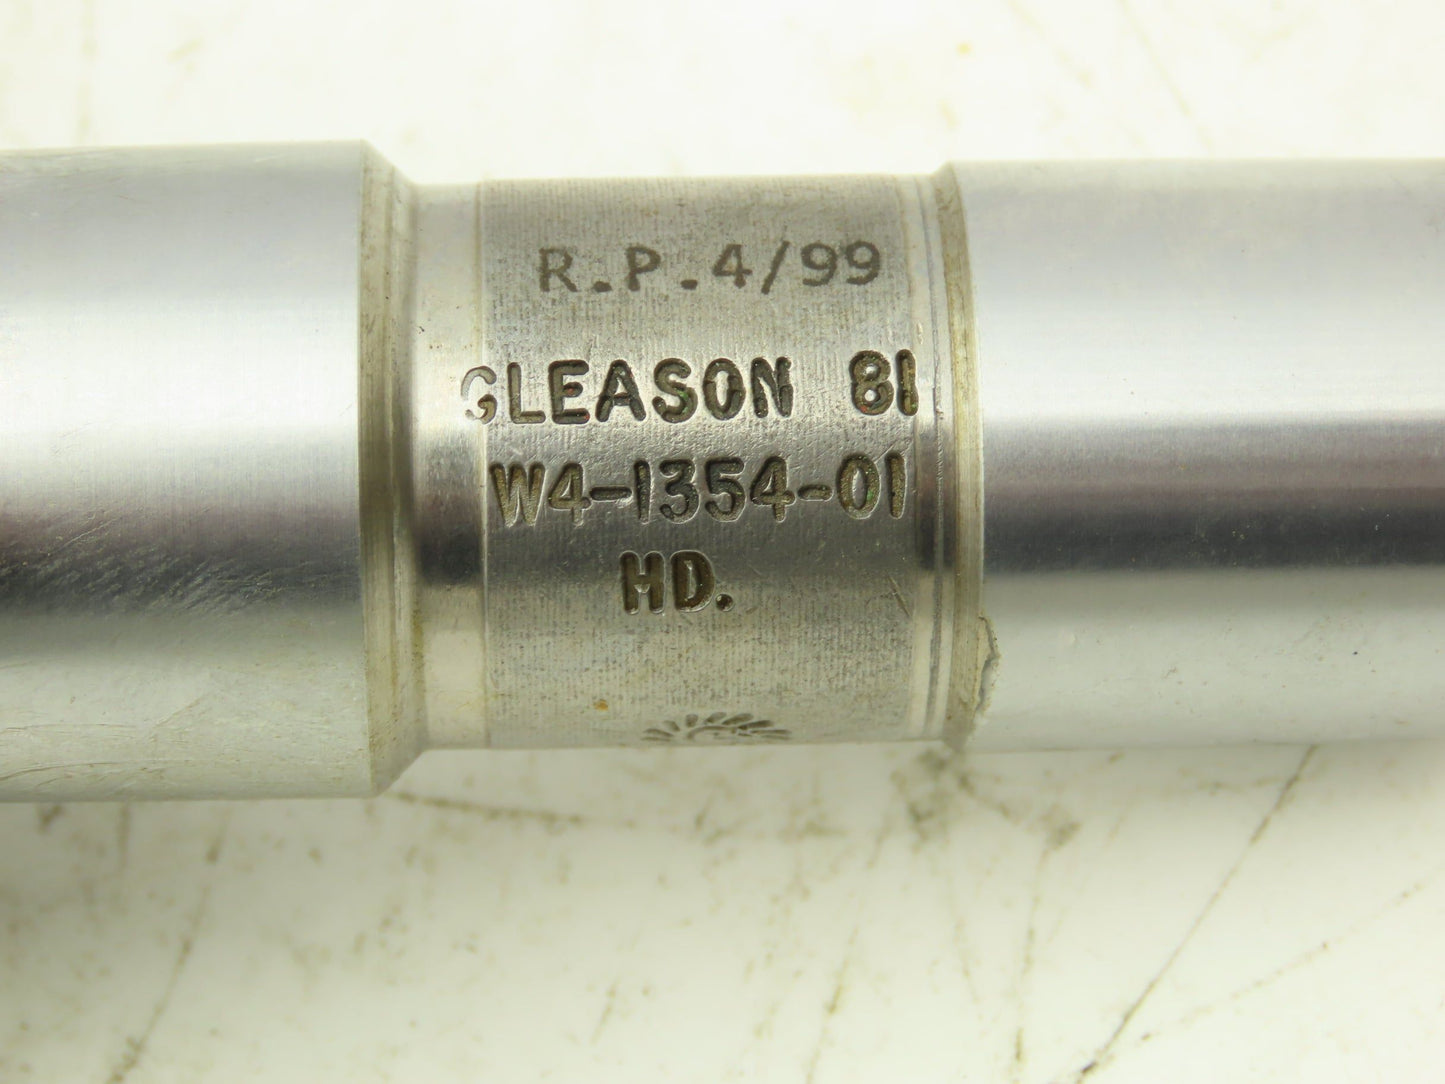 R.P.4/99
GLEASON 81
W4-1354-01
HD.